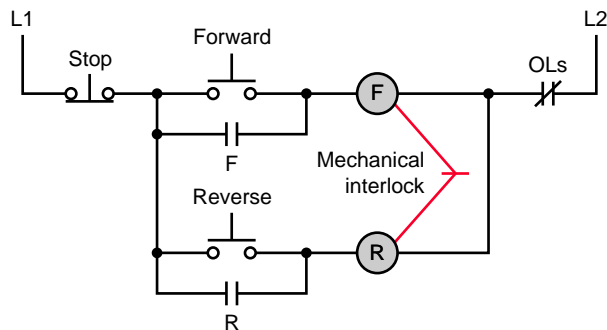 L1
L2
Stop
Forward
OLs
F
F
Mechanical
interlock
Reverse
R
R